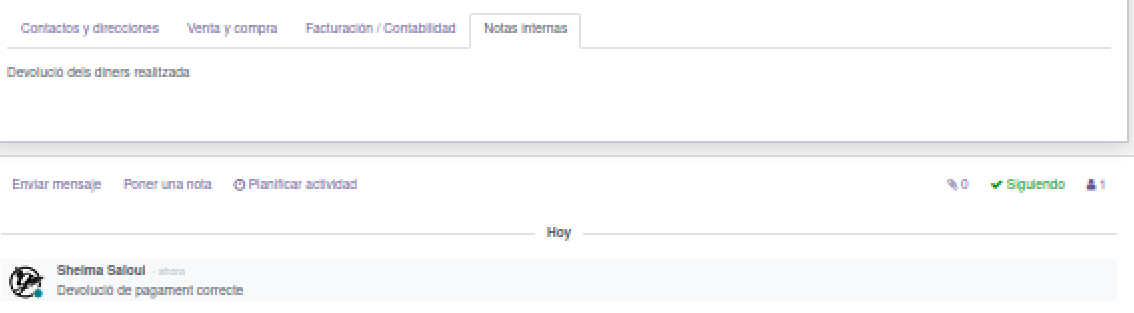 Contactos y direcciones Venta y compra Facturación / Contabilidad Notas internas
Devolució dels diners realitzada
Enviar mensaje Poner una nota Planificar actividad 0 Siguiendo 1
Hoy
Sheima Saloui - ahora
Devolució de pagament correcte